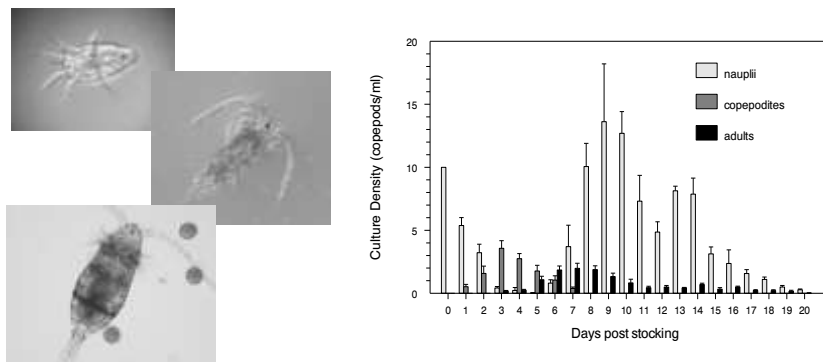 Culture Density (copepods/ml)
20
15
10
5
0
nauplii
copepodites
adults
0 1 2 3 4 5 6 7 8 9 10 11 12 13 14 15 16 17 18 19 20
Days post stocking